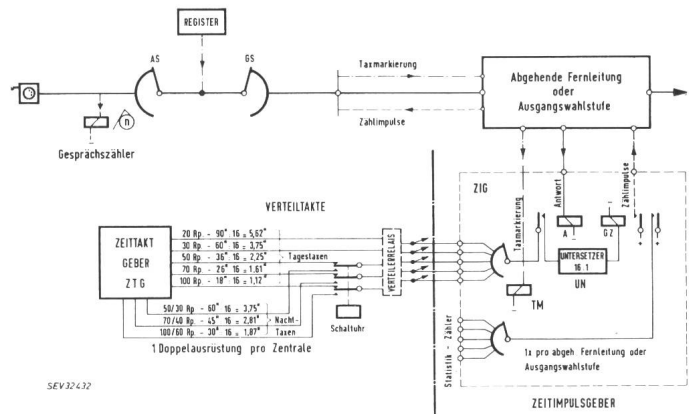 REGISTER
AS
GS
Taxmarkierung
Zählimpulse
Abgehende Fernleitung
oder
Ausgangswahlstufe
n
Gesprächszähler
ZIG
Taxmarkierung
Antwort
Zählimpulse
A
GZ
UNTERSETZER
16:1
UN
TM
VERTEILTAKTE
ZEITTAKT
GEBER
ZTG
20 Rp. - 90" : 16 = 5,62"
30 Rp. - 60" : 16 = 3,75"
50 Rp. - 36" : 16 = 2,25"
70 Rp. - 26" : 16 = 1,61"
100 Rp. - 18" : 16 = 1,12"
Tagestaxen
50/30 Rp - 60" : 16 = 3,75"
70/40 Rp. - 45" : 16 = 2,81"
100/60 Rp. - 30" : 16 = 1,87"
Nacht-
Taxen
VERTEILERRELAIS
Schaltuhr
1 Doppelausrüstung pro Zentrale
Statistik - Zähler
1x pro abgeh. Fernleitung oder
Ausgangswahlstufe
SEV32432
ZEITIMPULSGEBER